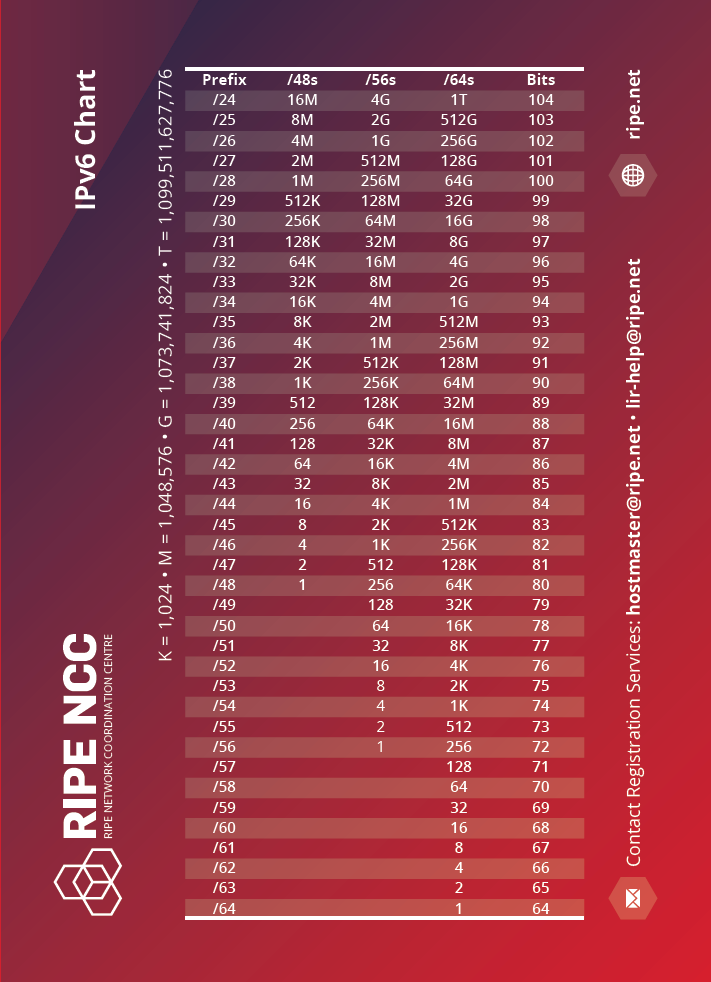 IPv6 Chart
K = 1,024 • M = 1,048,576 • G = 1,073,741,824 • T = 1,099,511,627,776
Prefix /48s /56s /64s Bits
/24 16M 4G 1T 104
/25 8M 2G 512G 103
/26 4M 1G 256G 102
/27 2M 512M 128G 101
/28 1M 256M 64G 100
/29 512K 128M 32G 99
/30 256K 64M 16G 98
/31 128K 32M 8G 97
/32 64K 16M 4G 96
/33 32K 8M 2G 95
/34 16K 4M 1G 94
/35 8K 2M 512M 93
/36 4K 1M 256M 92
/37 2K 512K 128M 91
/38 1K 256K 64M 90
/39 512 128K 32M 89
/40 256 64K 16M 88
/41 128 32K 8M 87
/42 64 16K 4M 86
/43 32 8K 2M 85
/44 16 4K 1M 84
/45 8 2K 512K 83
/46 4 1K 256K 82
/47 2 512 128K 81
/48 1 256 64K 80
/49 128 32K 79
/50 64 16K 78
/51 32 8K 77
/52 16 4K 76
/53 8 2K 75
/54 4 1K 74
/55 2 512 73
/56 1 256 72
/57 128 71
/58 64 70
/59 32 69
/60 16 68
/61 8 67
/62 4 66
/63 2 65
/64 1 64
RIPE NCC
RIPE NETWORK COORDINATION CENTRE
Contact Registration Services: hostmaster@ripe.net • lir-help@ripe.net
ripe.net